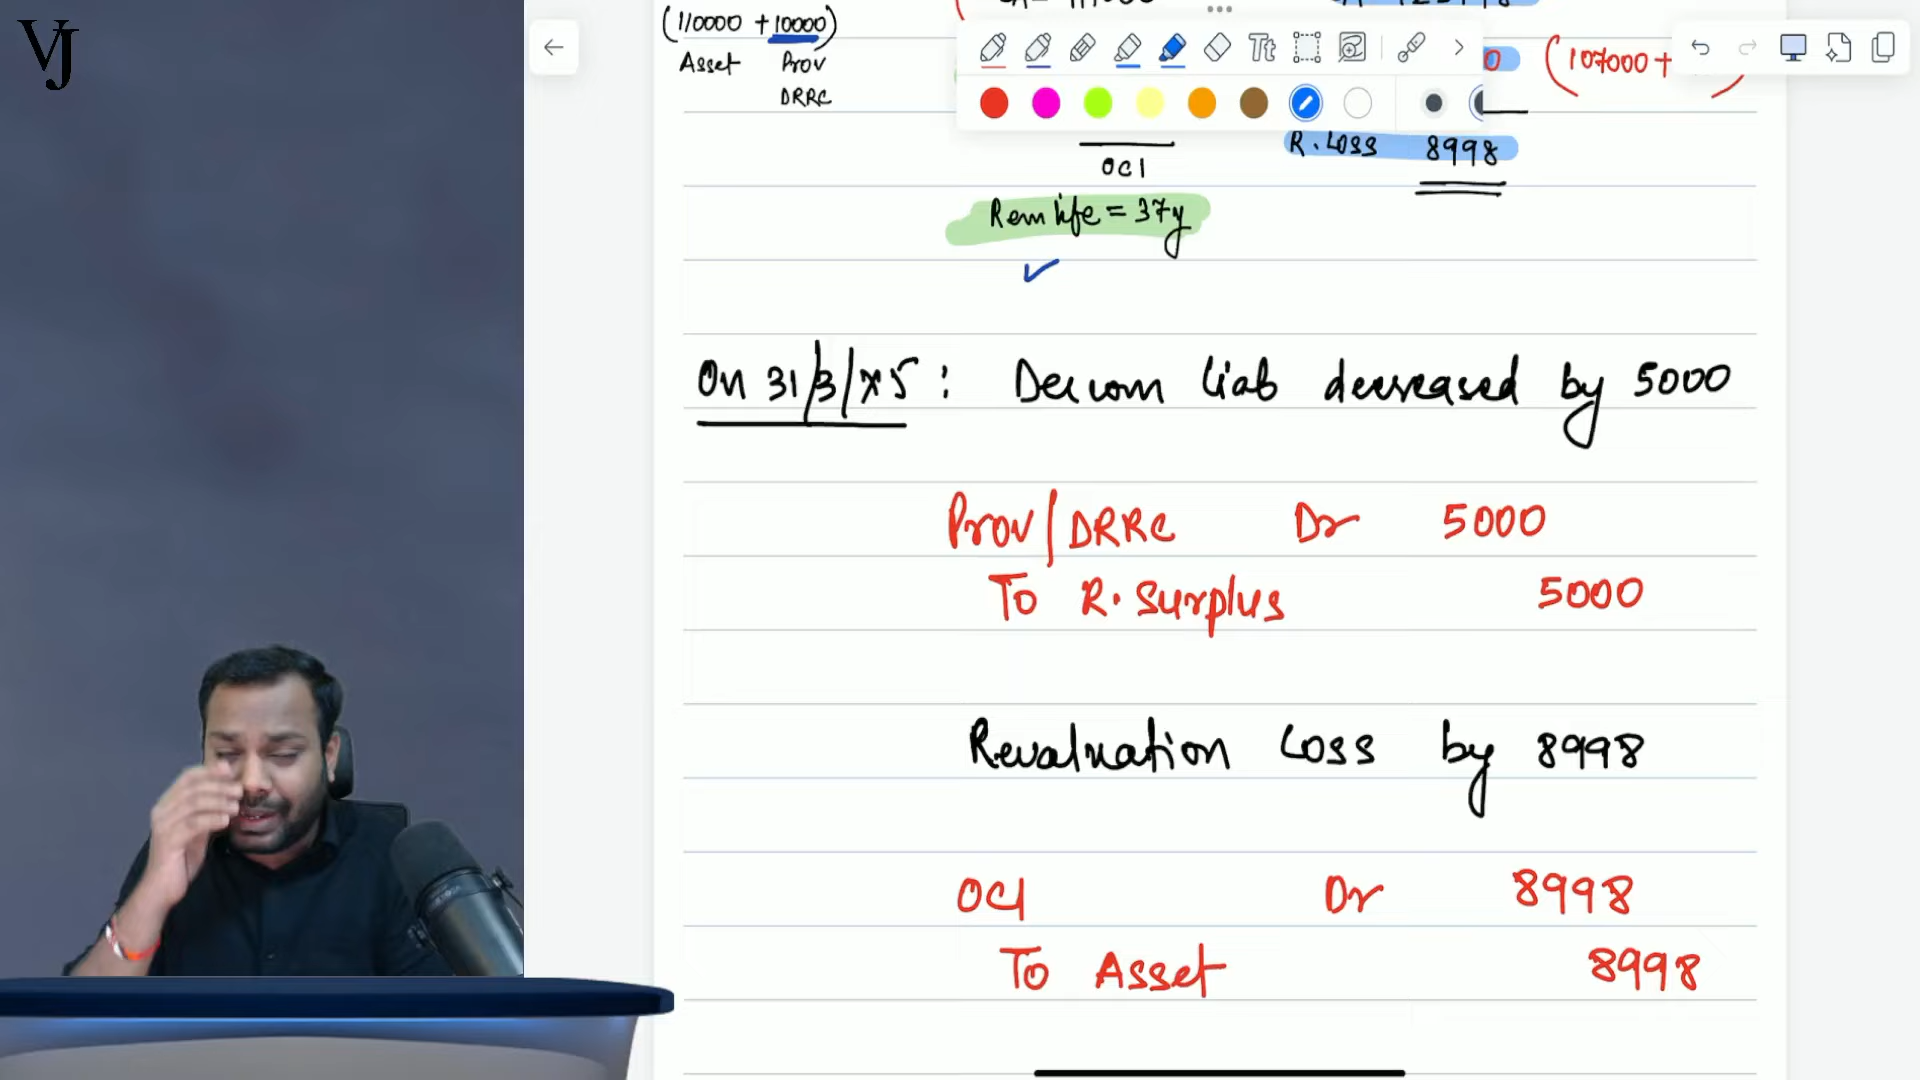 VJ
(110000 + 10000)
Asset Prov
DRRC
0 (107000+
Tt
R. Loss 8998
OCI
Rem life = 37y
On 31/3/x5 : Decom liab decreased by 5000
Prov/DRRC Dr 5000
To R. Surplus 5000
Revaluation Loss by 8998
OCI Dr 8998
To Asset 8998